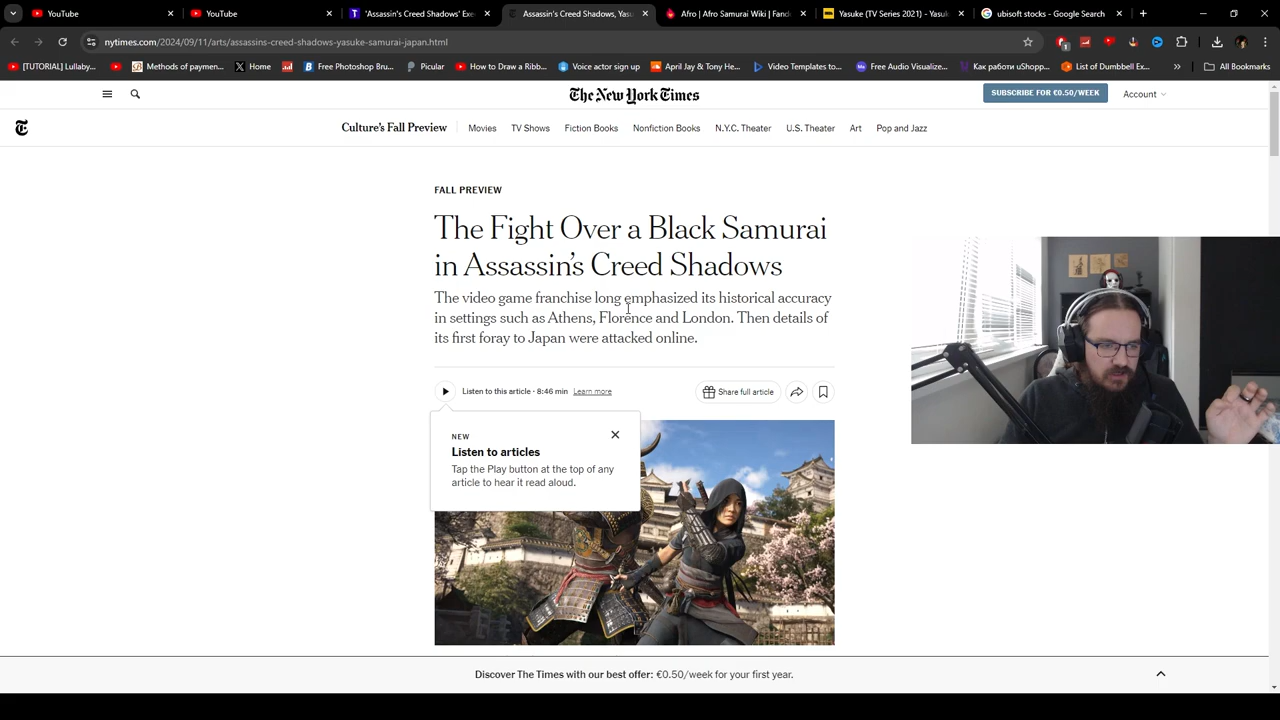 YouTube
YouTube
'Assassin's Creed Shadows' Exe
Assassin's Creed Shadows, Yasu
Afro | Afro Samurai Wiki | Fand
Yasuke (TV Series 2021) - Yasuk
ubisoft stocks - Google Search
nytimes.com/2024/09/11/arts/assassins-creed-shadows-yasuke-samurai-japan.html
[TUTORIAL] Lullaby...
Methods of paymen...
Home
Free Photoshop Bru...
Picular
How to Draw a Ribb...
Voice actor sign up
April Jay & Tony He...
Video Templates to...
Free Audio Visualize...
Как работи uShopp...
List of Dumbbell Ex...
All Bookmarks
The New York Times
SUBSCRIBE FOR €0.50/WEEK
Account
Culture's Fall Preview
Movies
TV Shows
Fiction Books
Nonfiction Books
N.Y.C. Theater
U.S. Theater
Art
Pop and Jazz
FALL PREVIEW
The Fight Over a Black Samurai
in Assassin's Creed Shadows
The video game franchise long emphasized its historical accuracy
in settings such as Athens, Florence and London. Then details of
its first foray to Japan were attacked online.
Listen to this article · 8:46 min Learn more
Share full article
NEW
Listen to articles
Tap the Play button at the top of any
article to hear it read aloud.
Discover The Times with our best offer: €0.50/week for your first year.